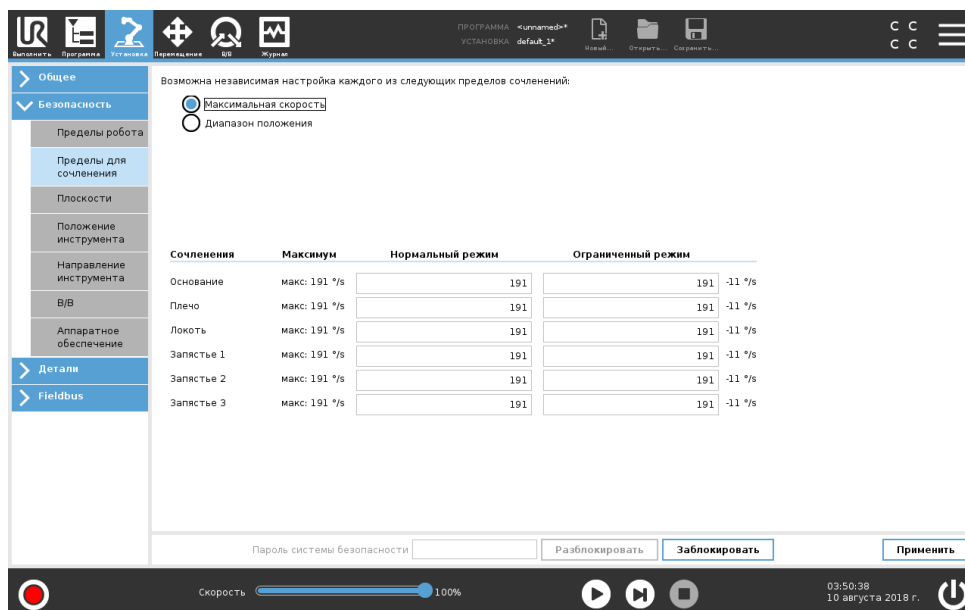 Выполнить Программа Установка Перемещение В/В Журнал
ПРОГРАММА <unnamed>*
УСТАНОВКА default_1*
Новый... Открыть... Сохранить...
C C
C C
Общее
Безопасность
Пределы робота
Пределы для
сочленения
Плоскости
Положение
инструмента
Направление
инструмента
В/В
Аппаратное
обеспечение
Детали
Fieldbus
Возможна независимая настройка каждого из следующих пределов сочленений:
Максимальная скорость
Диапазон положения
Сочленения Максимум Нормальный режим Ограниченный режим
Основание макс: 191 °/s 191 191 -11 °/s
Плечо макс: 191 °/s 191 191 -11 °/s
Локоть макс: 191 °/s 191 191 -11 °/s
Запястье 1 макс: 191 °/s 191 191 -11 °/s
Запястье 2 макс: 191 °/s 191 191 -11 °/s
Запястье 3 макс: 191 °/s 191 191 -11 °/s
Пароль системы безопасности Разблокировать Заблокировать Применить
Скорость 100%
03:50:38
10 августа 2018 г.